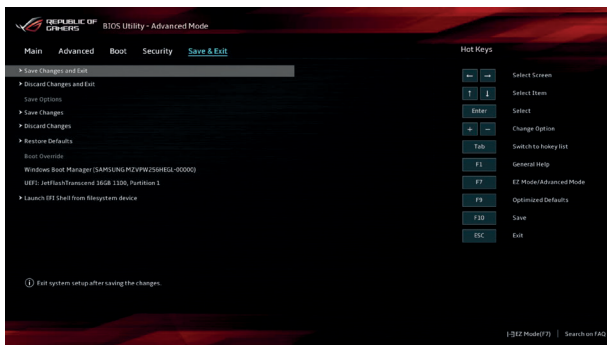 REPUBLIC OF GAMERS
BIOS Utility - Advanced Mode
Main Advanced Boot Security Save & Exit
Hot Keys
> Save Changes and Exit
> Discard Changes and Exit
Save Options
> Save Changes
> Discard Changes
> Restore Defaults
Boot Override
Windows Boot Manager (SAMSUNG MZVPW256HEGL-00000)
UEFI: JetFlashTranscend 16GB 1100, Partition 1
> Launch EFI Shell from filesystem device
← → Select Screen
↑ ↓ Select Item
Enter Select
+ - Change Option
Tab Switch to hokey list
F1 General Help
F7 EZ Mode/Advanced Mode
F9 Optimized Defaults
F10 Save
ESC Exit
i Exit system setup after saving the changes.
EZ Mode(F7) | Search on FAQ